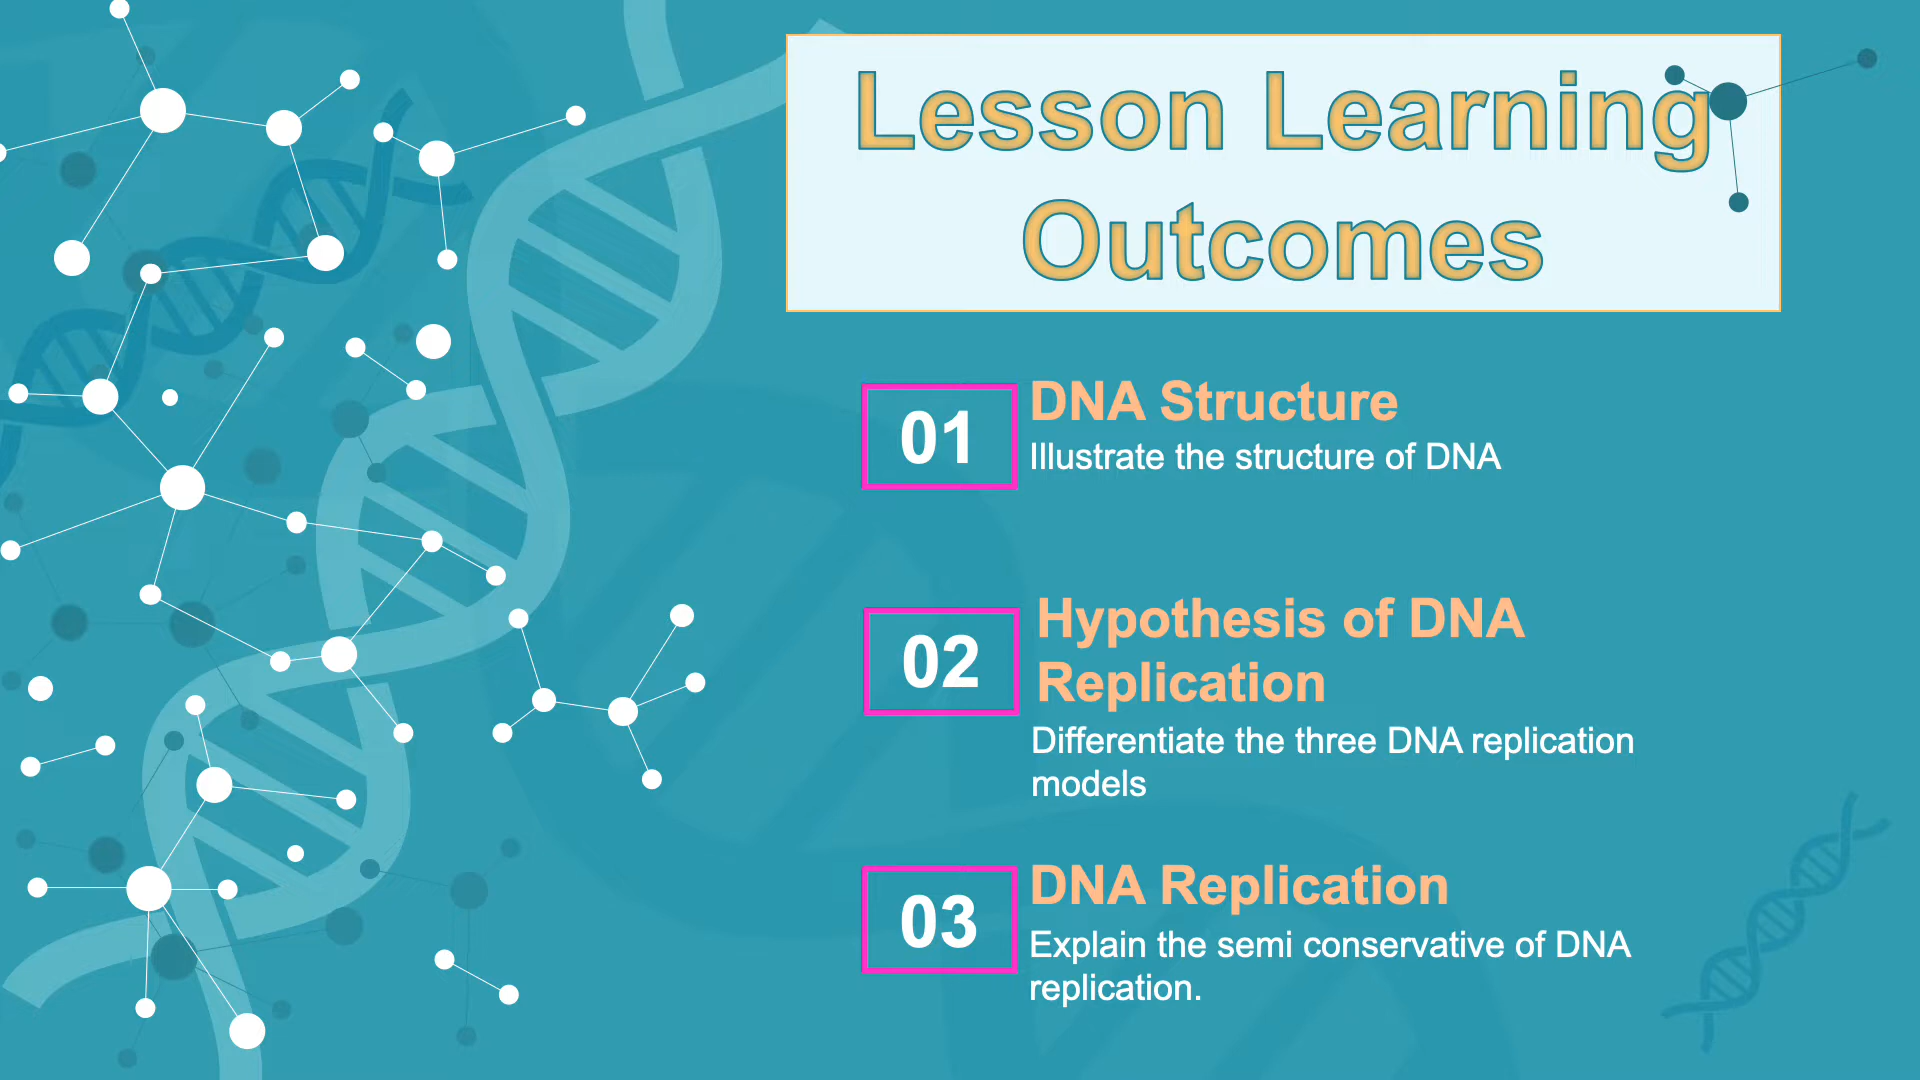 Lesson Learning
Outcomes
01
DNA Structure
Illustrate the structure of DNA
02
Hypothesis of DNA
Replication
Differentiate the three DNA replication
models
03
DNA Replication
Explain the semi conservative of DNA
replication.